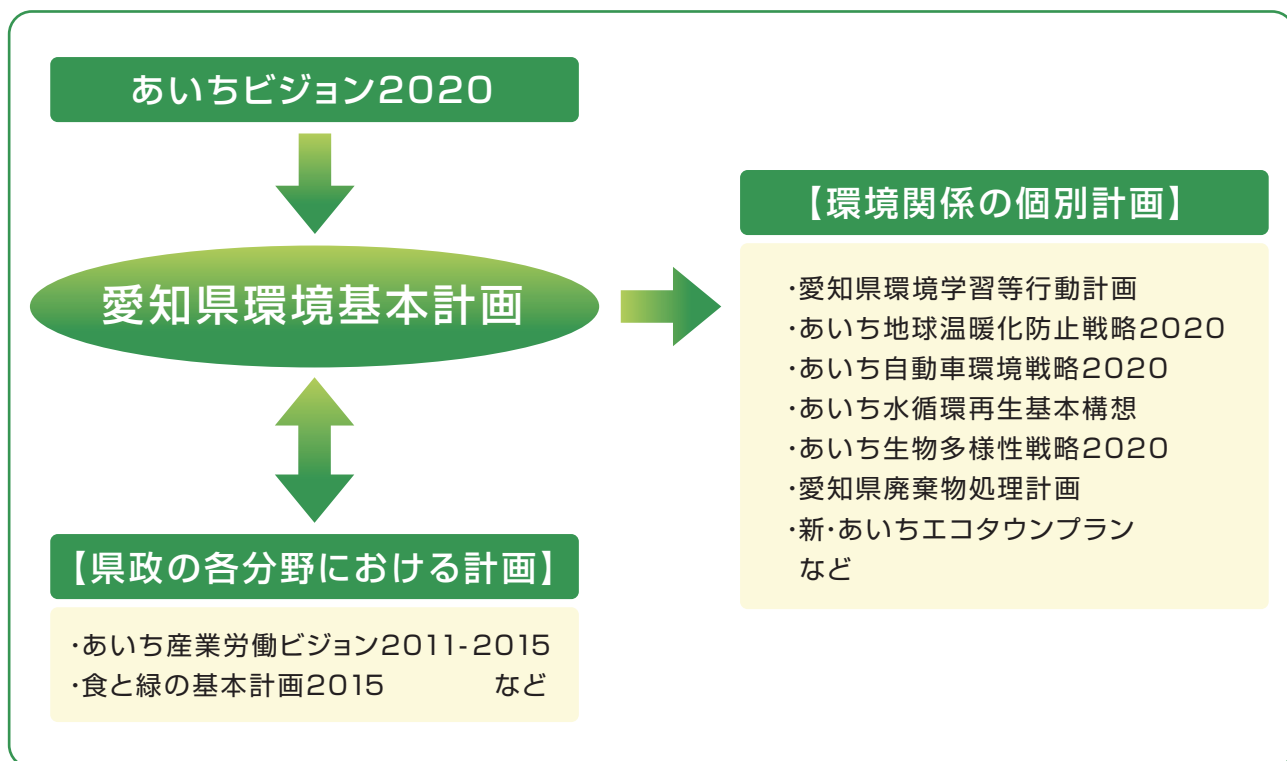 あいちビジョン2020
愛知県環境基本計画
【県政の各分野における計画】
・あいち産業労働ビジョン2011-2015
・食と緑の基本計画2015 など
【環境関係の個別計画】
・愛知県環境学習等行動計画
・あいち地球温暖化防止戦略2020
・あいち自動車環境戦略2020
・あいち水循環再生基本構想
・あいち生物多様性戦略2020
・愛知県廃棄物処理計画
・新・あいちエコタウンプラン
など